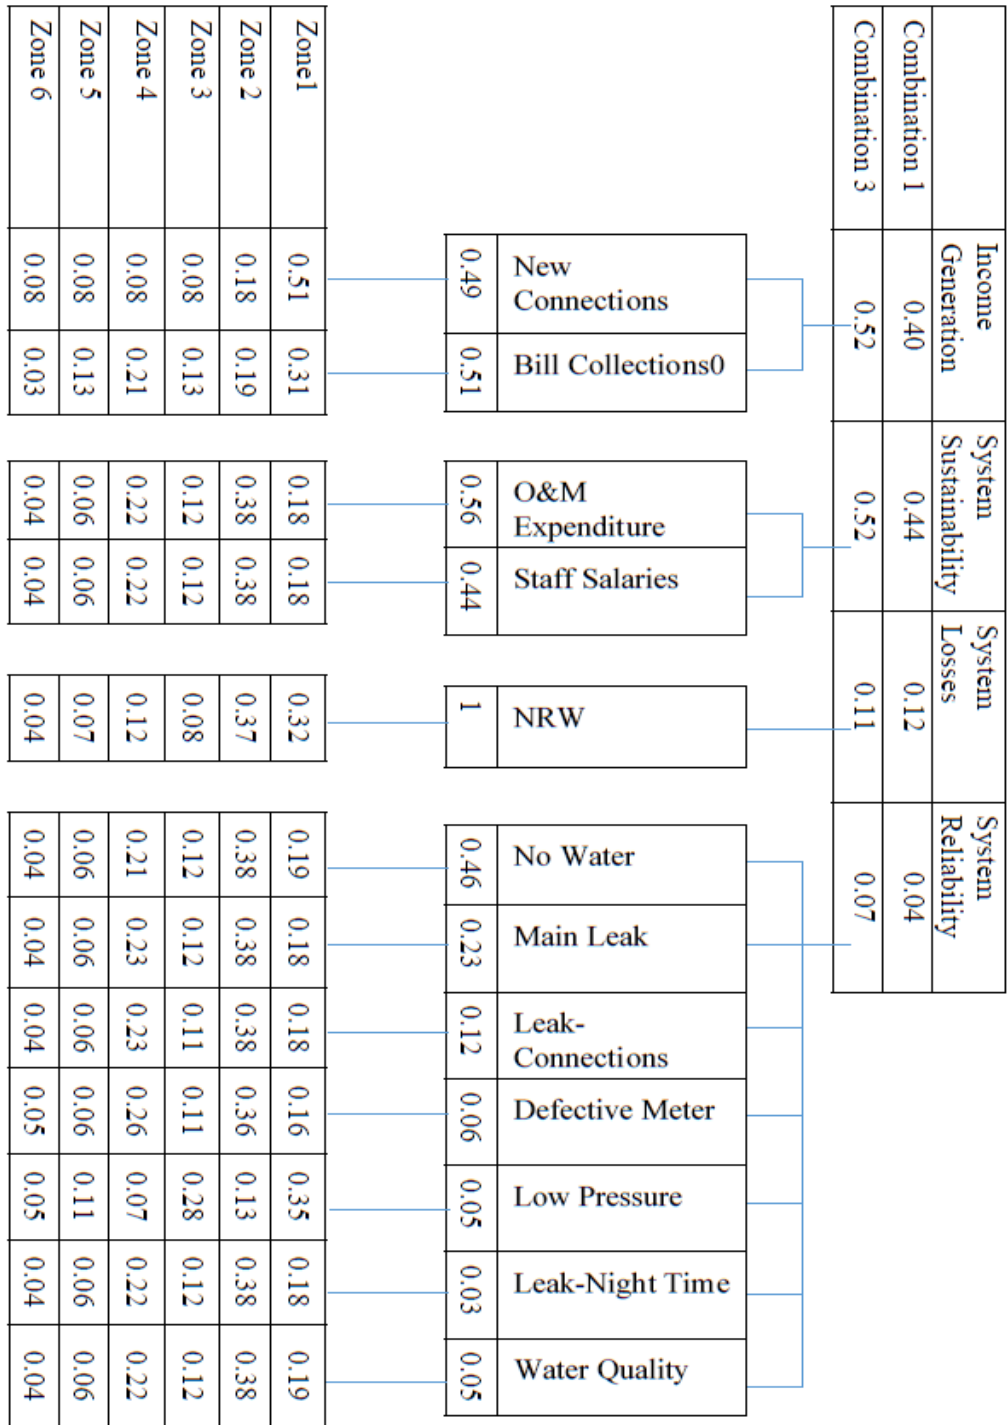 Income Generation System Sustainability System Losses System Reliability
Combination 1 0.40 0.44 0.12 0.04
Combination 3 0.52 0.52 0.11 0.07
New Connections Bill Collections0 O&M Expenditure Staff Salaries NRW No Water Main Leak Leak-Connections Defective Meter Low Pressure Leak-Night Time Water Quality
0.49 0.51 0.56 0.44 1 0.46 0.23 0.12 0.06 0.05 0.03 0.05
Zone1 0.51 0.31 0.18 0.18 0.32 0.19 0.18 0.18 0.16 0.35 0.18 0.19
Zone 2 0.18 0.19 0.38 0.38 0.37 0.38 0.38 0.38 0.36 0.13 0.38 0.38
Zone 3 0.08 0.13 0.12 0.12 0.08 0.12 0.12 0.11 0.11 0.28 0.12 0.12
Zone 4 0.08 0.21 0.22 0.22 0.12 0.21 0.23 0.23 0.26 0.07 0.22 0.22
Zone 5 0.08 0.13 0.06 0.06 0.07 0.06 0.06 0.06 0.06 0.11 0.06 0.06
Zone 6 0.08 0.03 0.04 0.04 0.04 0.04 0.04 0.04 0.05 0.05 0.04 0.04